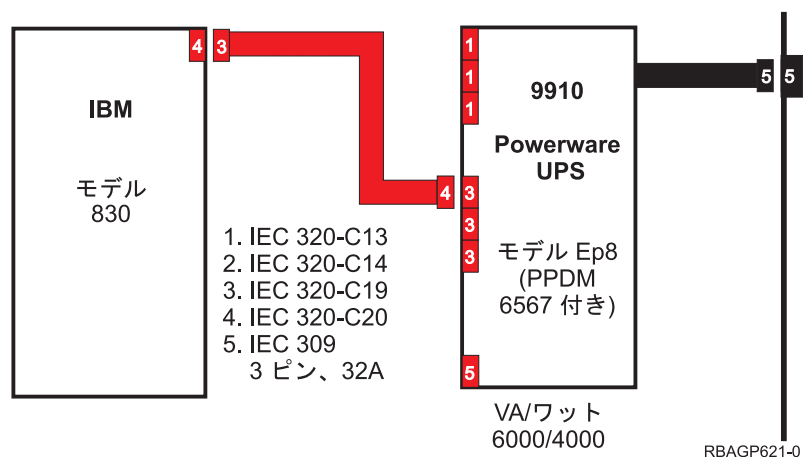 4 3
IBM
モデル
830
1. IEC 320-C13
2. IEC 320-C14
3. IEC 320-C19
4. IEC 320-C20
5. IEC 309
3 ピン、32A
4
1
1
1
3
3
3
5
9910
Powerware
UPS
モデル Ep8
(PPDM
6567 付き)
VA/ワット
6000/4000
5 5
RBAGP621-0